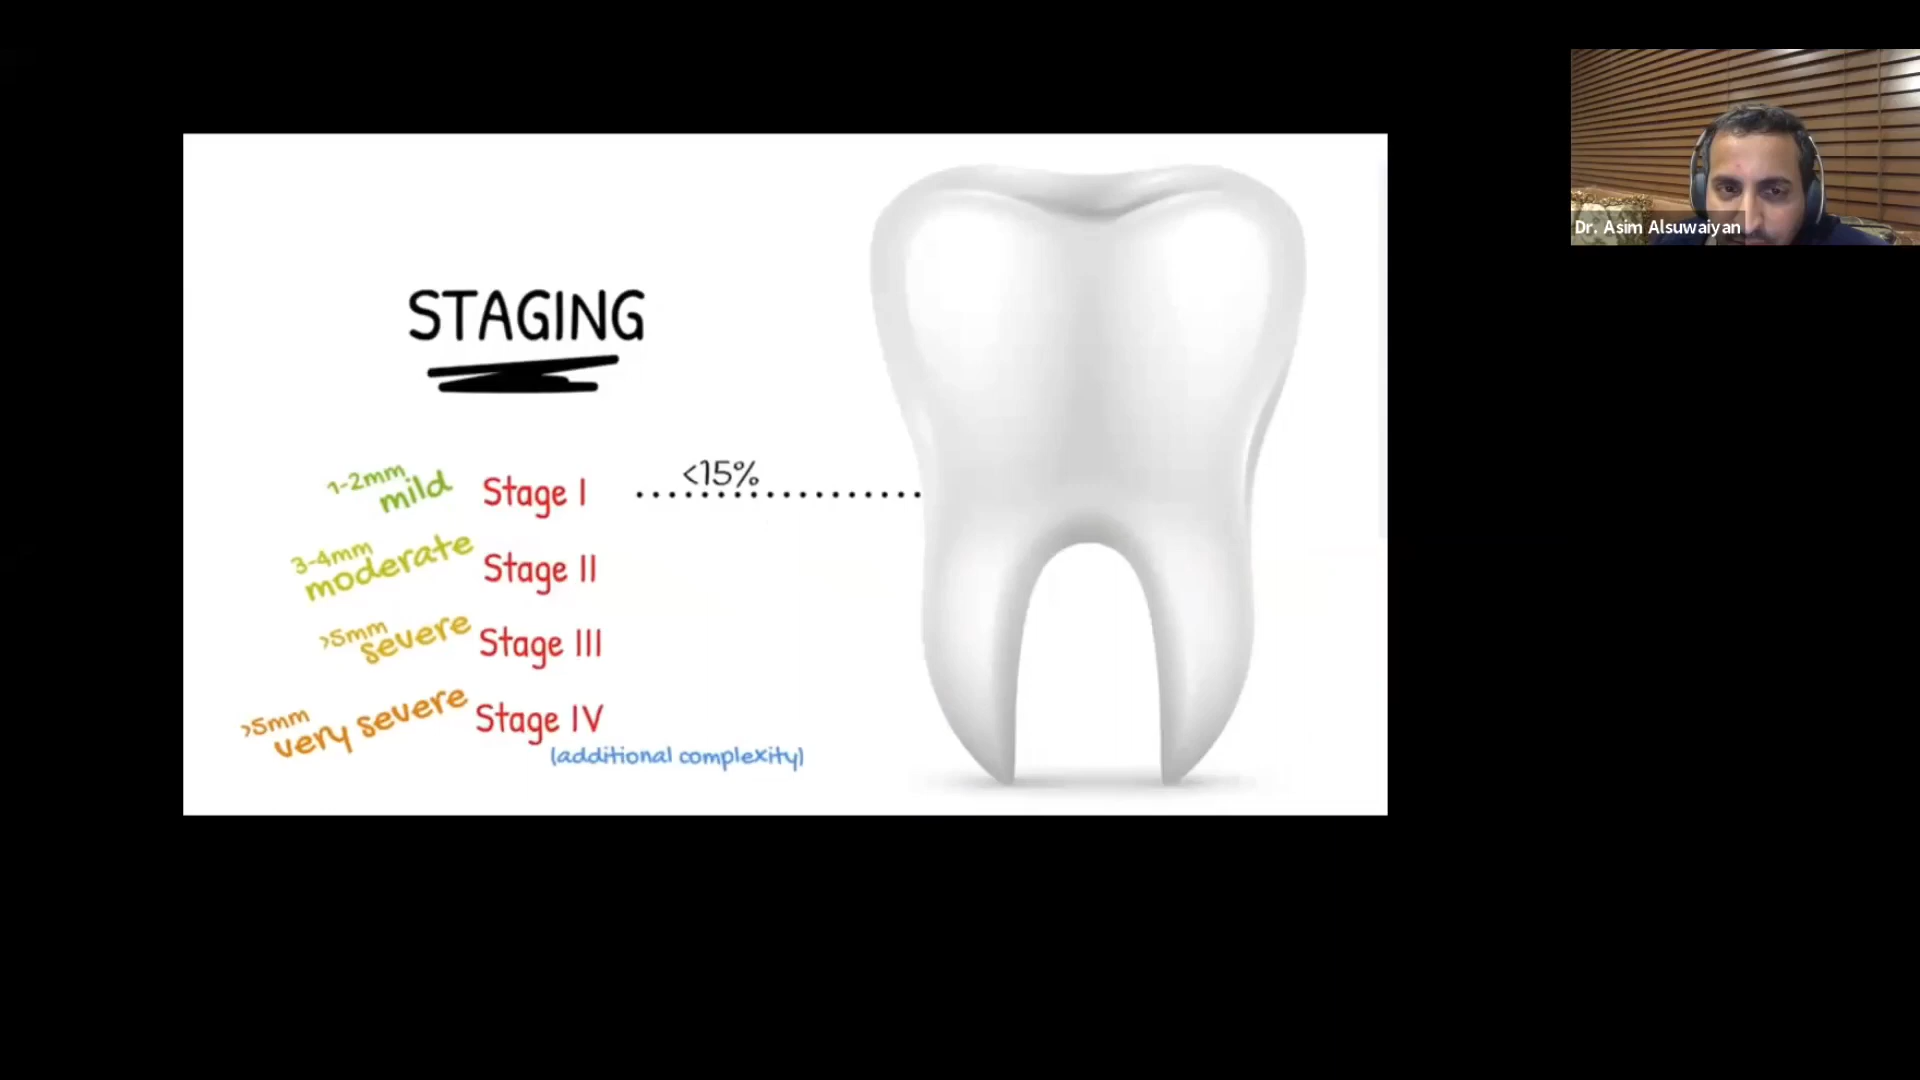 STAGING
1-2mm
mild
Stage I
<15%
3-4mm
moderate
Stage II
>5mm
severe
Stage III
>5mm
very severe
Stage IV
(additional complexity)
Dr. Asim Alsuwaiyan